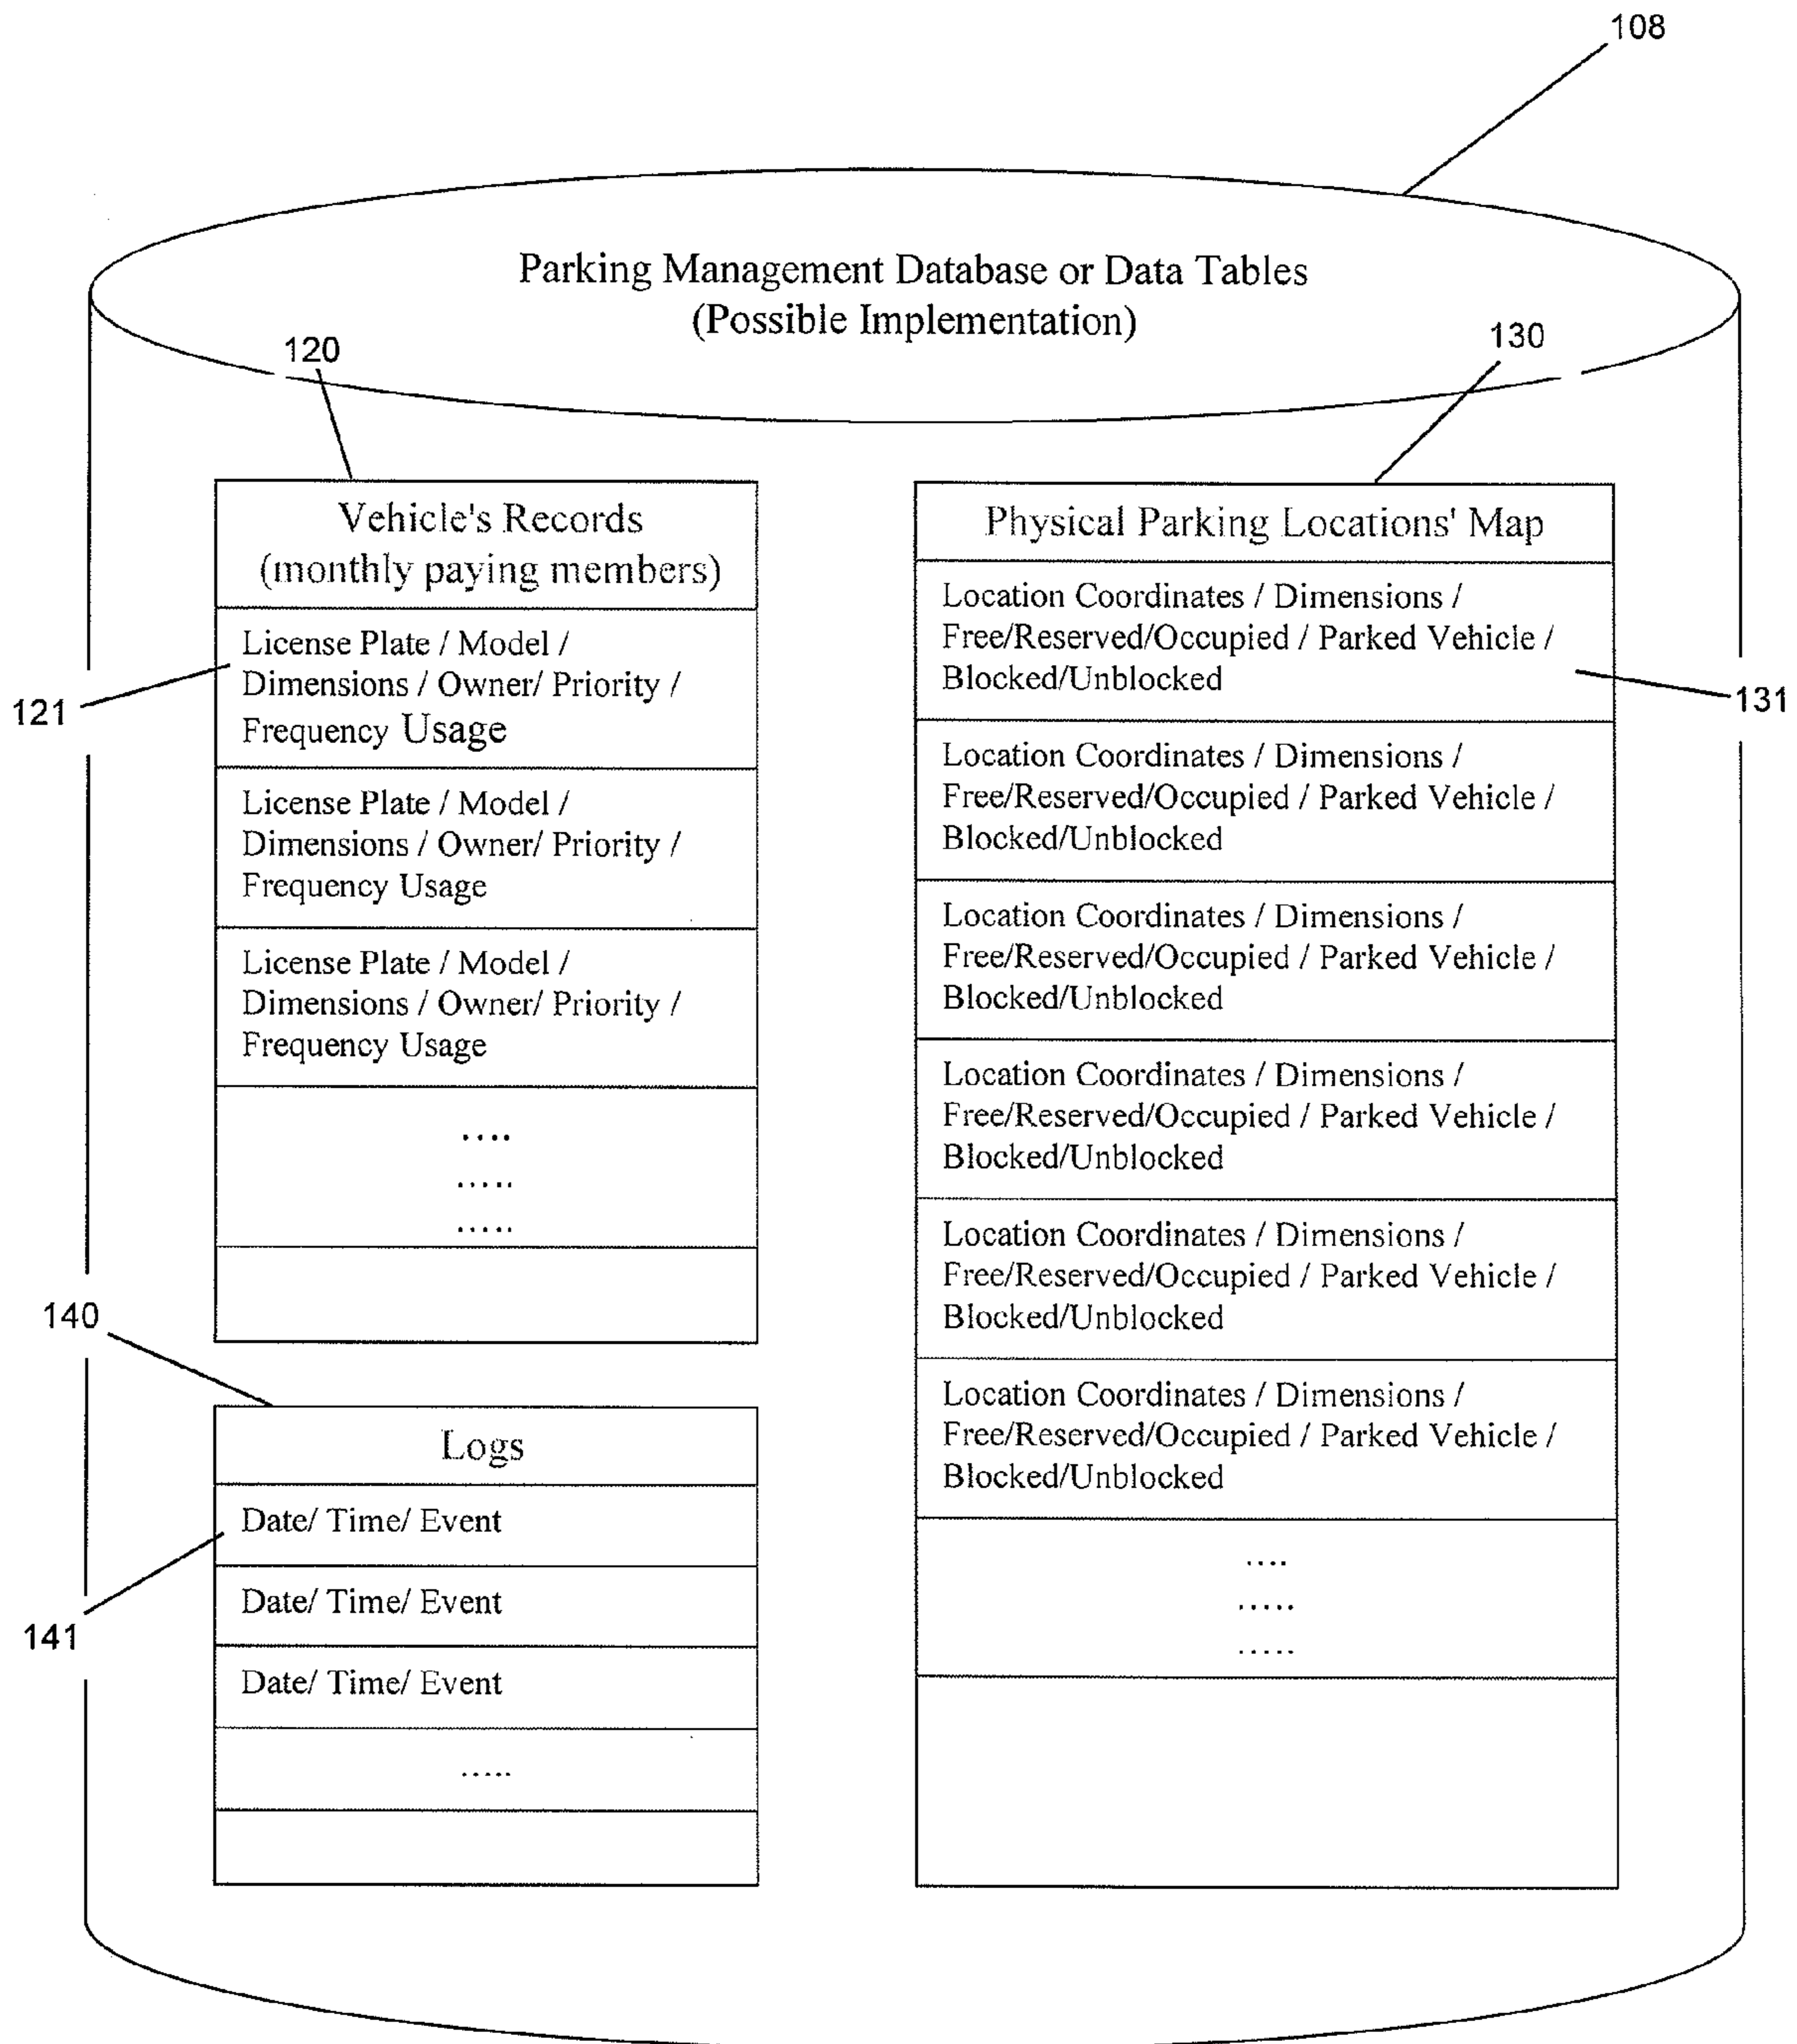 108
Parking Management Database or Data Tables
(Possible Implementation)
120
130
Vehicle's Records
(monthly paying members)
License Plate / Model /
Dimensions / Owner/ Priority /
Frequency Usage
121
License Plate / Model /
Dimensions / Owner/ Priority /
Frequency Usage
License Plate / Model /
Dimensions / Owner/ Priority /
Frequency Usage
....
.....
.....
140
Logs
Date/ Time/ Event
Date/ Time/ Event
141
Date/ Time/ Event
.....
Physical Parking Locations' Map
Location Coordinates / Dimensions /
Free/Reserved/Occupied / Parked Vehicle /
Blocked/Unblocked
131
Location Coordinates / Dimensions /
Free/Reserved/Occupied / Parked Vehicle /
Blocked/Unblocked
Location Coordinates / Dimensions /
Free/Reserved/Occupied / Parked Vehicle /
Blocked/Unblocked
Location Coordinates / Dimensions /
Free/Reserved/Occupied / Parked Vehicle /
Blocked/Unblocked
Location Coordinates / Dimensions /
Free/Reserved/Occupied / Parked Vehicle /
Blocked/Unblocked
Location Coordinates / Dimensions /
Free/Reserved/Occupied / Parked Vehicle /
Blocked/Unblocked
....
.....
.....